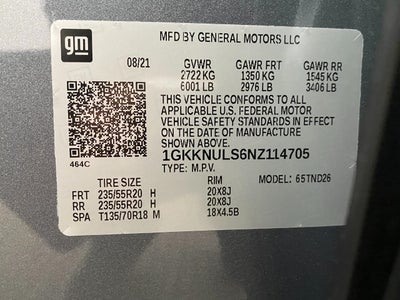 gm
MFD BY GENERAL MOTORS LLC
08/21 GVWR GAWR FRT GAWR RR
2722 KG 1350 KG 1545 KG
6001 LB 2976 LB 3406 LB
THIS VEHICLE CONFORMS TO ALL
APPLICABLE U.S. FEDERAL MOTOR
VEHICLE SAFETY STANDARDS IN EFFECT
ON THE DATE OF MANUFACTURE
SHOWN ABOVE.
464C 1GKKNULS6NZ114705
TYPE: M.P.V.
TIRE SIZE RIM MODEL: 65TND26
FRT 235/55R20 H 20X8J
RR 235/55R20 H 20X8J
SPA T135/70R18 M 18X4.5B